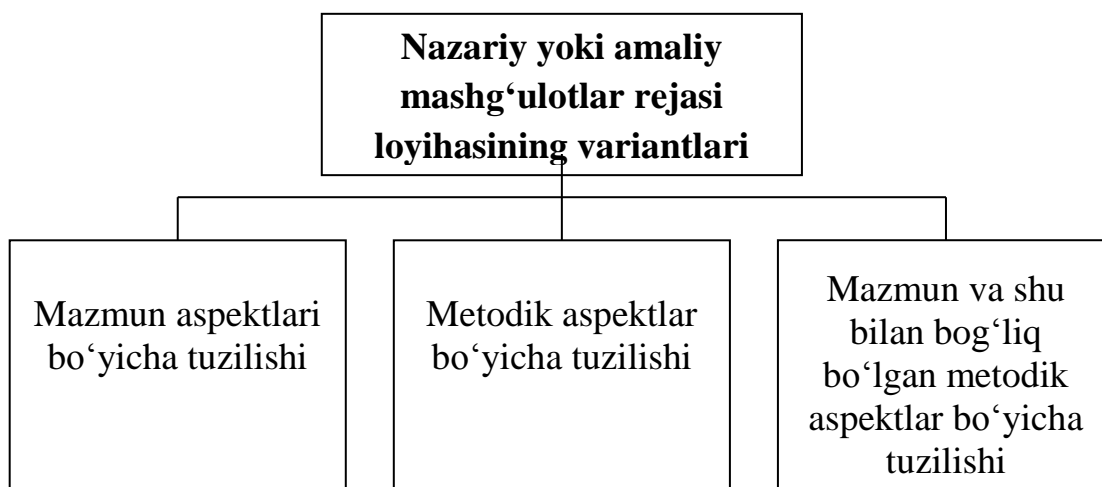 Nazariy yoki amaliy
mashg‘ulotlar rejasi
loyihasining variantlari
Mazmun aspektlari
bo‘yicha tuzilishi
Metodik aspektlar
bo‘yicha tuzilishi
Mazmun va shu
bilan bog‘liq
bo‘lgan metodik
aspektlar bo‘yicha
tuzilishi